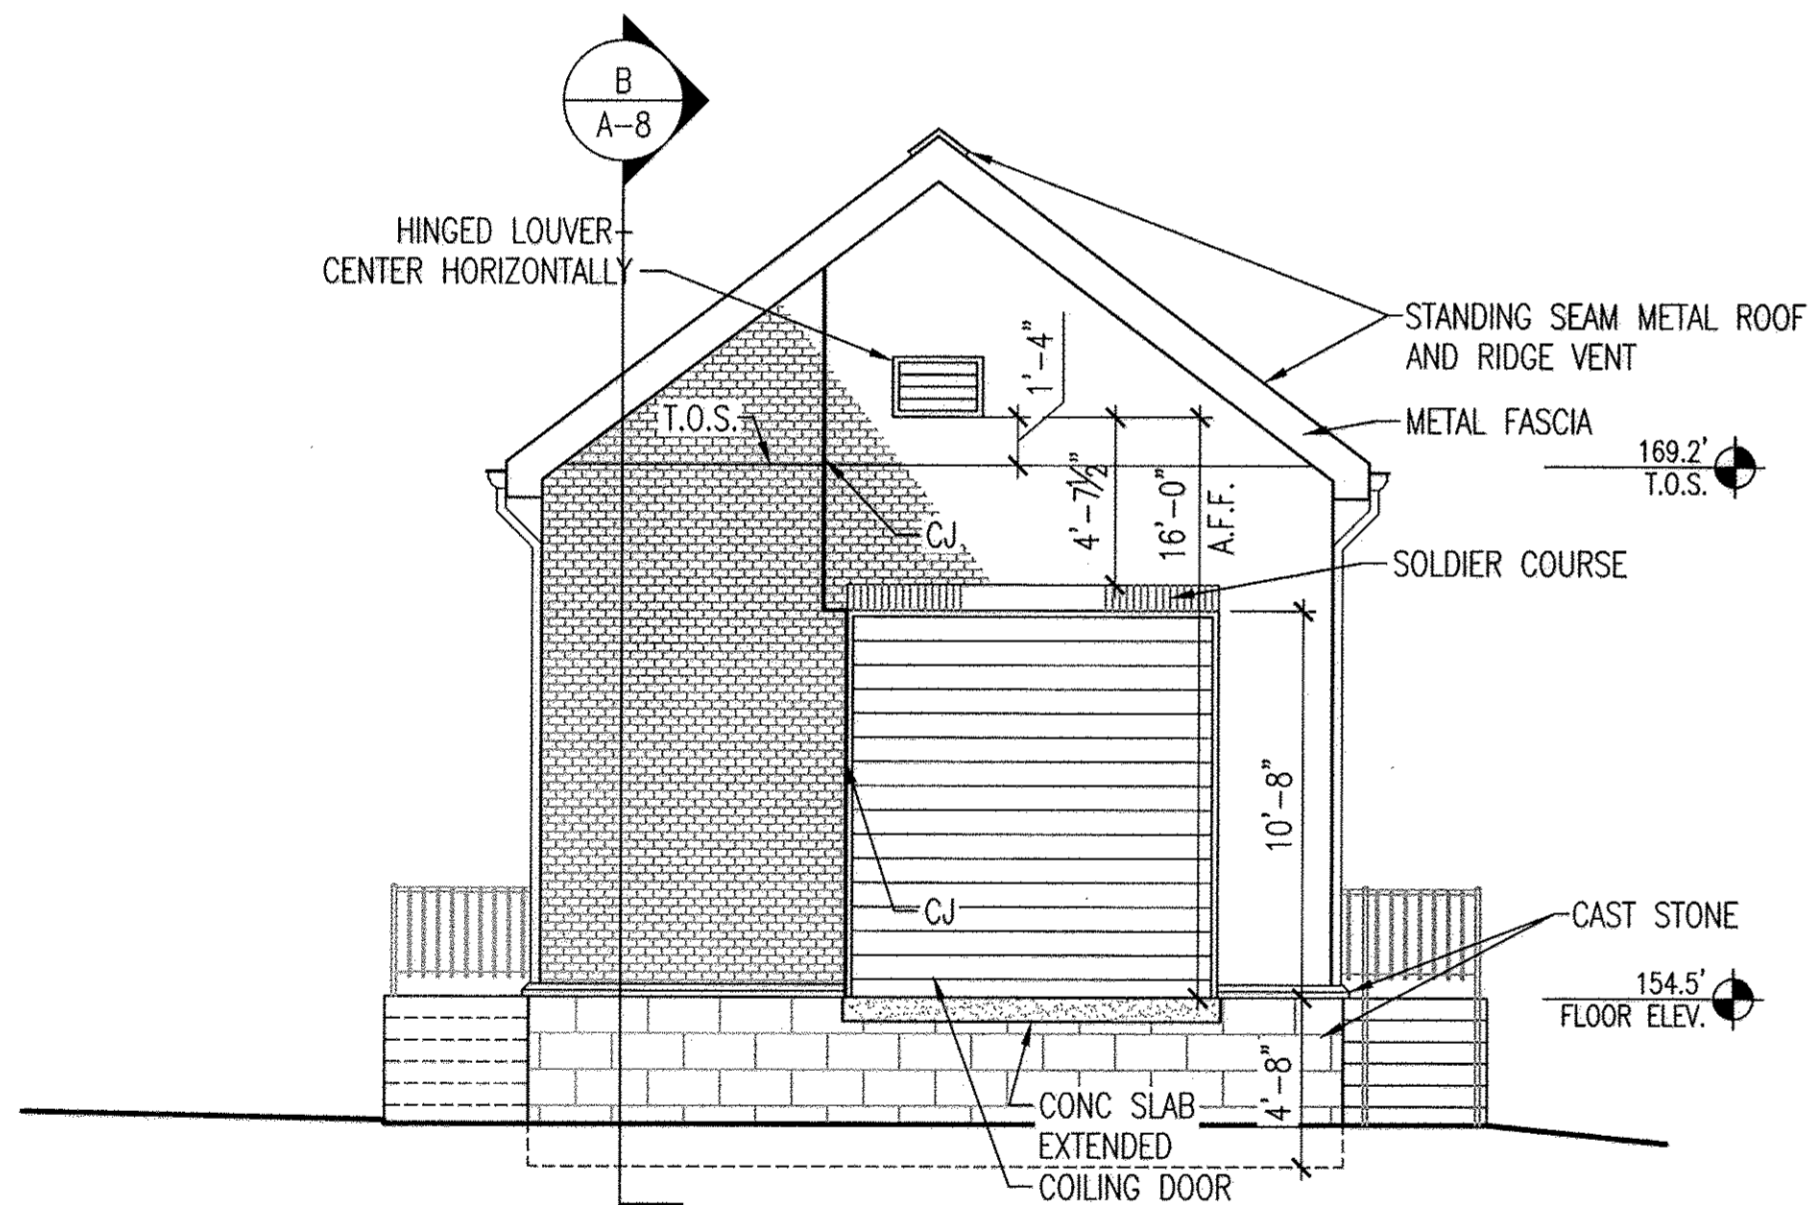 B
A-8
HINGED LOUVER
CENTER HORIZONTALLY
STANDING SEAM METAL ROOF
AND RIDGE VENT
1'-4"
T.O.S.
METAL FASCIA
169.2'
T.O.S.
4'-7½"
16'-0"
A.F.F.
CJ
SOLDIER COURSE
10'-8"
CJ
CAST STONE
154.5'
FLOOR ELEV.
4'-8"
CONC SLAB
EXTENDED
COILING DOOR